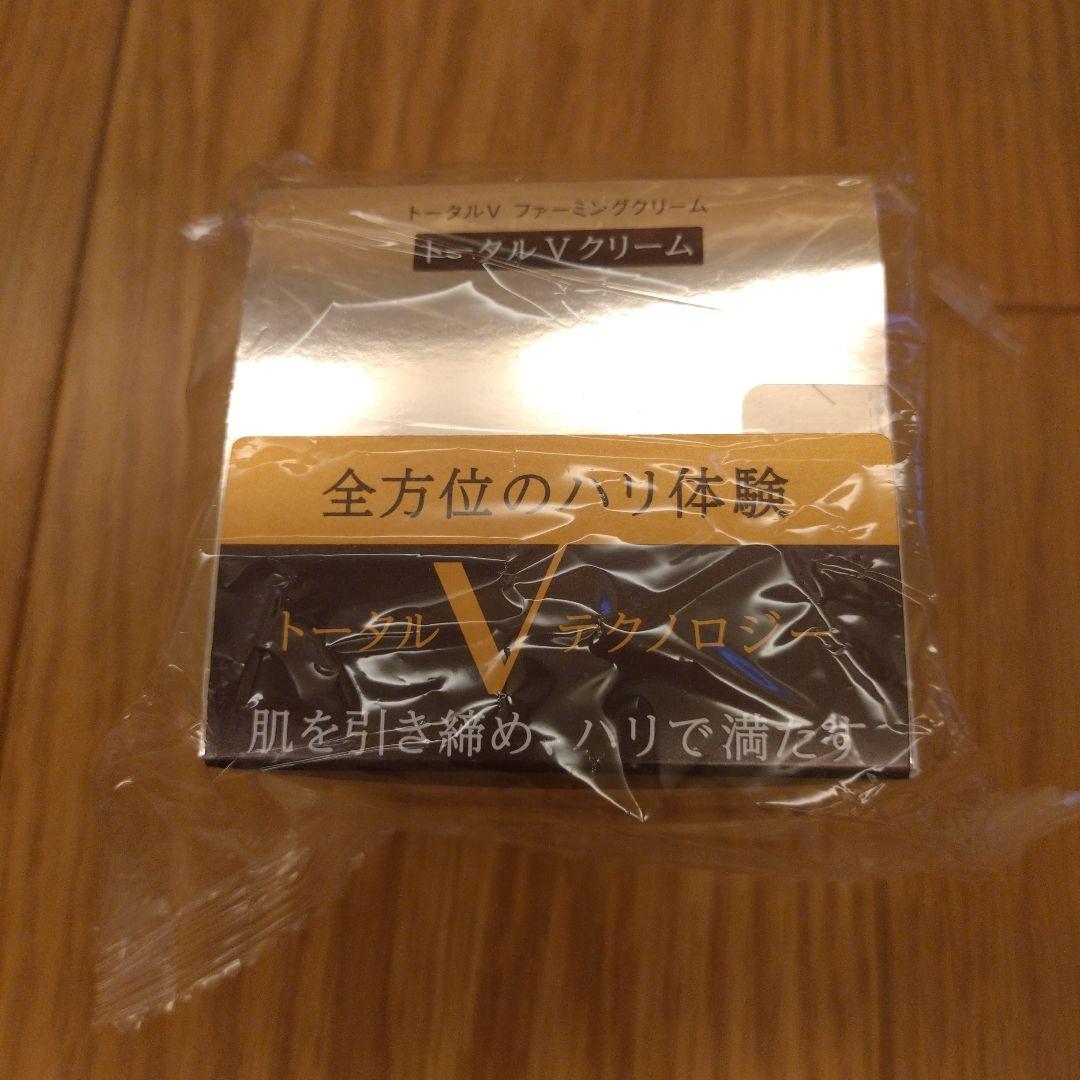 トータルV ファーミングクリーム
トータルVクリーム
全方位のハリ体験
トータルVテクノロジー
肌を引き締め、ハリで満たす